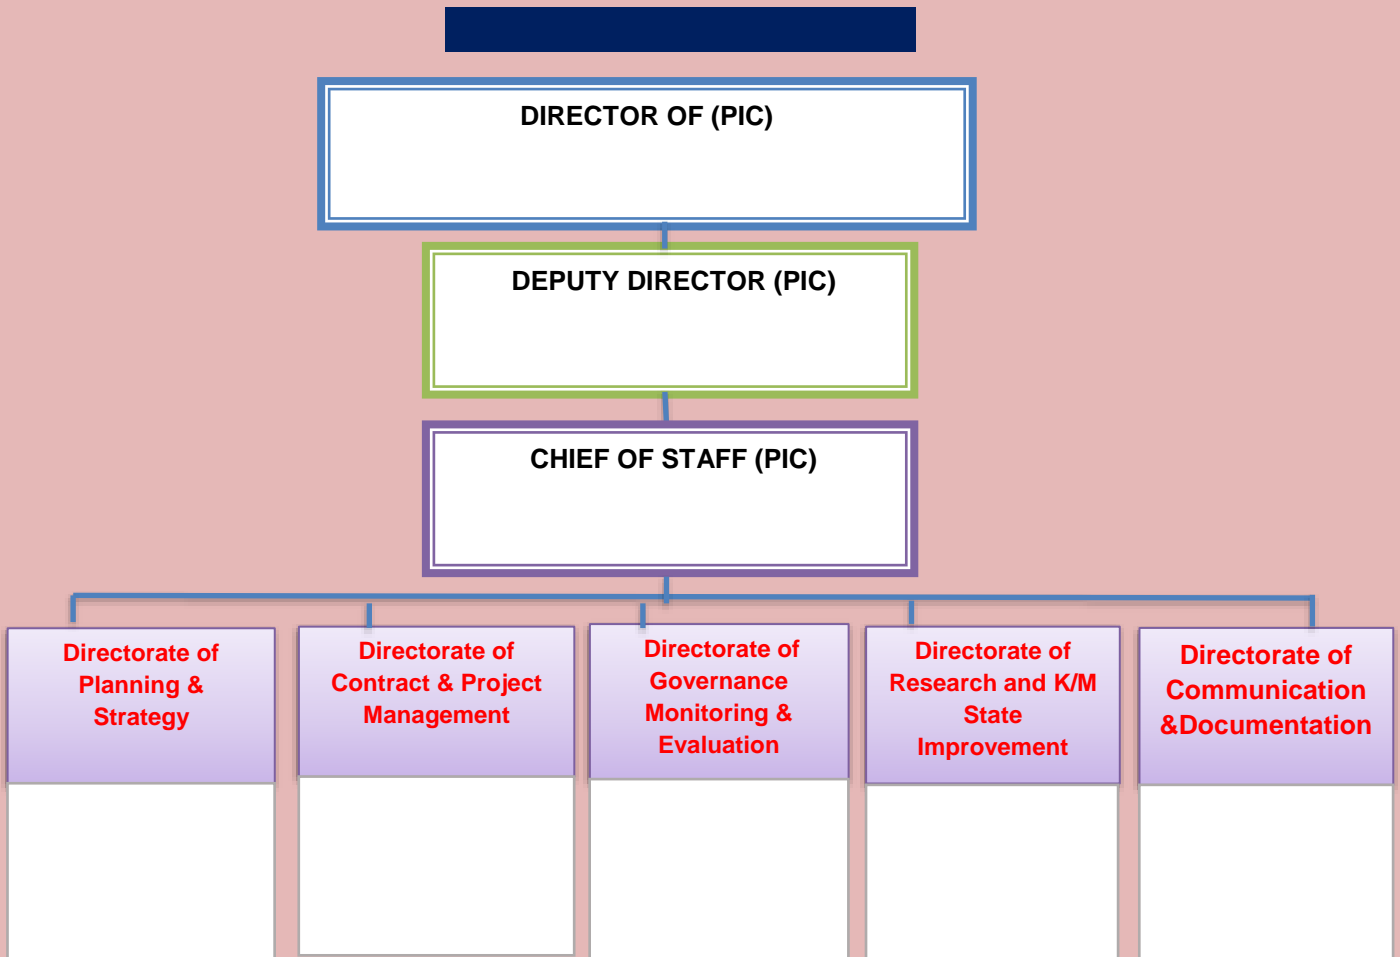 DIRECTOR OF (PIC)
DEPUTY DIRECTOR (PIC)
CHIEF OF STAFF (PIC)
Directorate of
Planning &
Strategy
Directorate of
Contract & Project
Management
Directorate of
Governance
Monitoring &
Evaluation
Directorate of
Research and K/M
State
Improvement
Directorate of
Communication
&Documentation